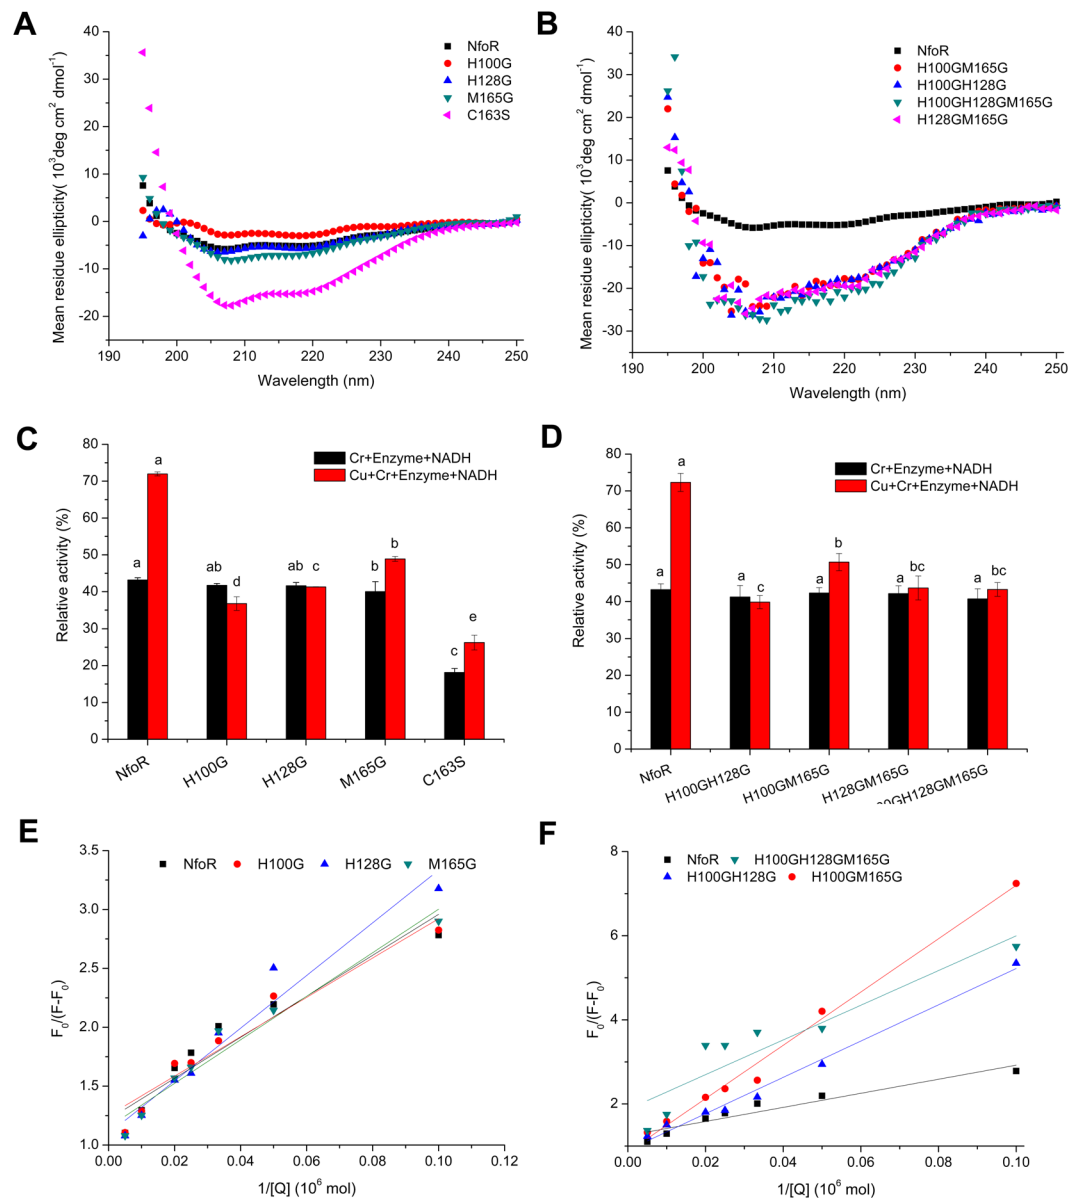 A
Mean residue ellipticity( 10³deg cm² dmol⁻¹)
40
30
20
10
0
-10
-20
190 200 210 220 230 240 250
Wavelength (nm)
NfoR
H100G
H128G
M165G
C163S
B
Mean residue ellipticity( 10³deg cm² dmol⁻¹)
40
30
20
10
0
-10
-20
-30
190 200 210 220 230 240 250
Wavelength (nm)
NfoR
H100GM165G
H100GH128G
H100GH128GM165G
H128GM165G
C
Relative activity (%)
80
70
60
50
40
30
20
10
0
Cr+Enzyme+NADH
Cu+Cr+Enzyme+NADH
a a ab d ab c b b c e
NfoR H100G H128G M165G C163S
D
Relative activity (%)
80
70
60
50
40
30
20
10
0
Cr+Enzyme+NADH
Cu+Cr+Enzyme+NADH
a a a c a b a bc a bc
NfoR H100GH128G H100GM165G H128GM165G 00GH128GM165G
E
F₀/(F-F₀)
3.5
3.0
2.5
2.0
1.5
1.0
NfoR H100G H128G M165G
0.00 0.02 0.04 0.06 0.08 0.10 0.12
1/[Q] (10⁶ mol)
F
F₀/(F-F₀)
8
6
4
2
NfoR H100GH128GM165G
H100GH128G H100GM165G
0.00 0.02 0.04 0.06 0.08 0.10
1/[Q] (10⁶ mol)